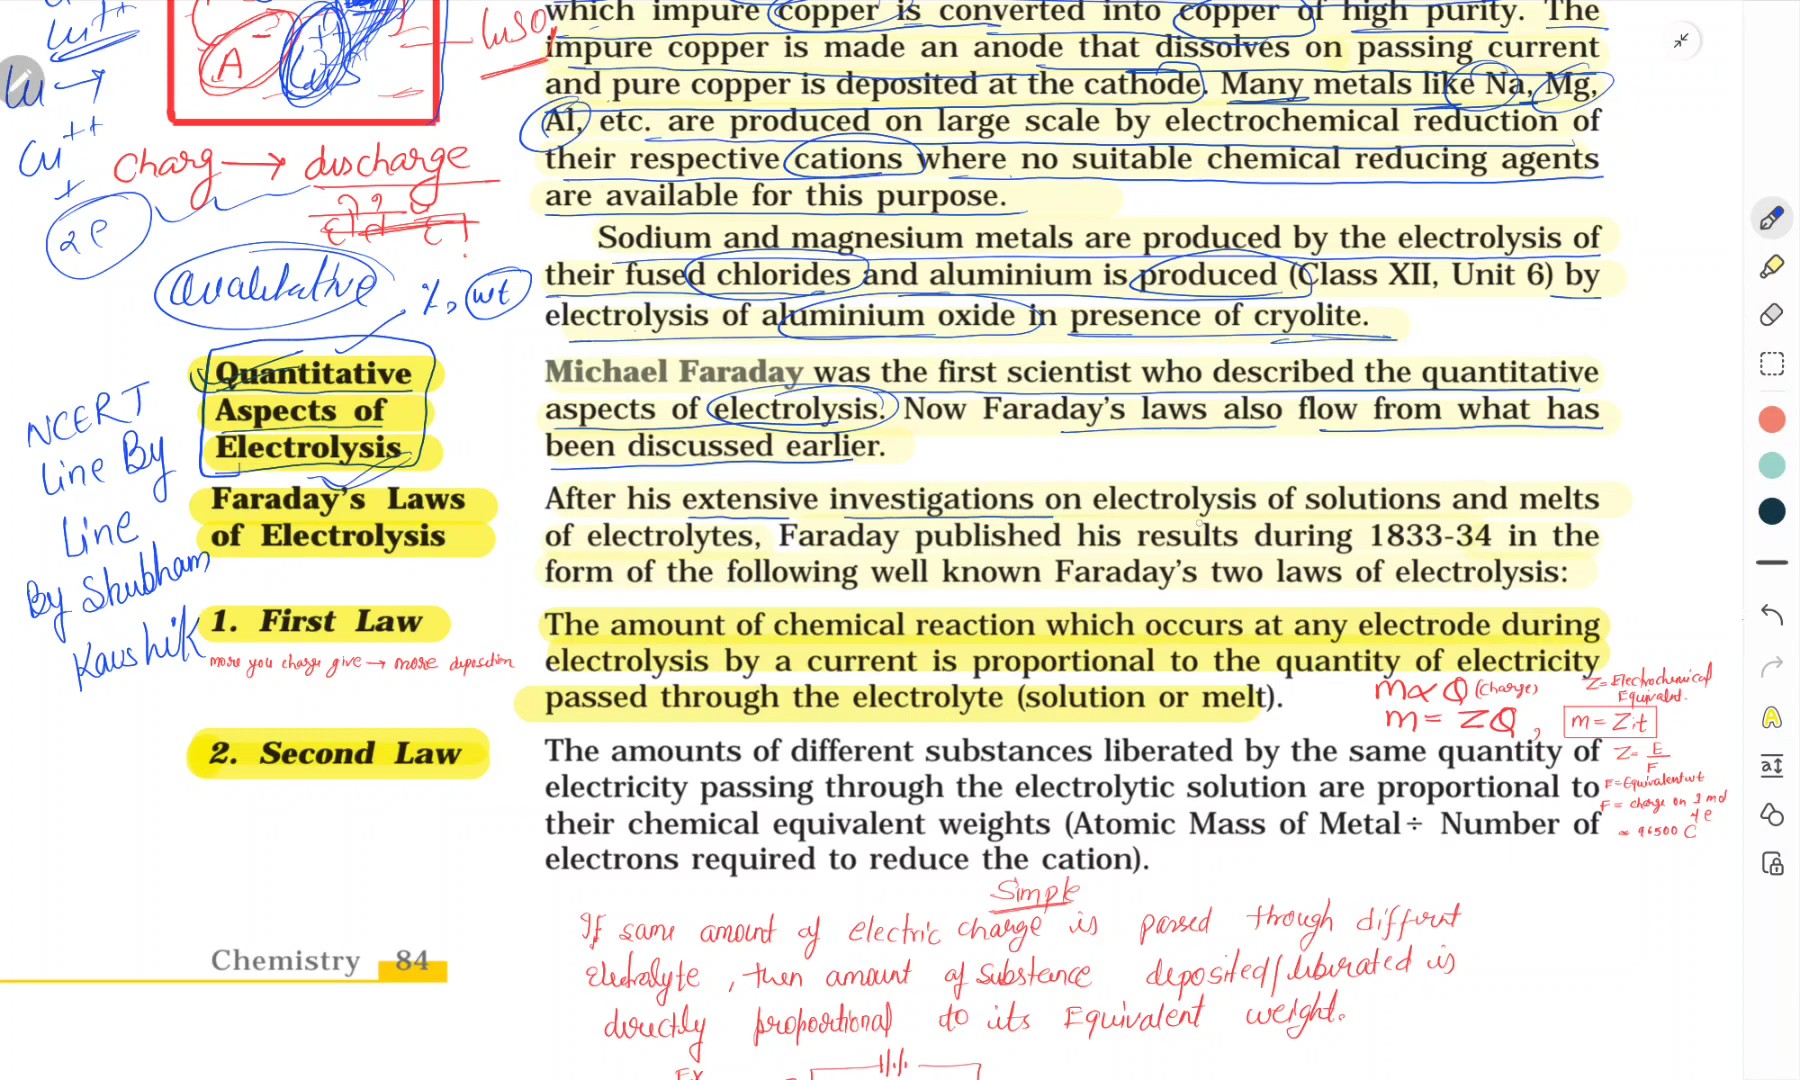 which impure copper is converted into copper of high purity. The
impure copper is made an anode that dissolves on passing current
and pure copper is deposited at the cathode. Many metals like Na, Mg,
Al, etc. are produced on large scale by electrochemical reduction of
their respective cations where no suitable chemical reducing agents
are available for this purpose.
Sodium and magnesium metals are produced by the electrolysis of
their fused chlorides and aluminium is produced (Class XII, Unit 6) by
electrolysis of aluminium oxide in presence of cryolite.
Cu++
A
CuSO
Cu →
Cu++
+
2e
Charg → discharge
Qualitative
%, wt
Quantitative
Aspects of
Electrolysis
Michael Faraday was the first scientist who described the quantitative
aspects of electrolysis. Now Faraday's laws also flow from what has
been discussed earlier.
NCERT
Line By
Line
By Shubham
Kaushik
Faraday's Laws
of Electrolysis
After his extensive investigations on electrolysis of solutions and melts
of electrolytes, Faraday published his results during 1833-34 in the
form of the following well known Faraday's two laws of electrolysis:
1. First Law
more you charge give → more deposition
The amount of chemical reaction which occurs at any electrode during
electrolysis by a current is proportional to the quantity of electricity
passed through the electrolyte (solution or melt).
m∝Q (Charge)
m = ZQ,
Z= Electrochemical
Equivalent.
m = Zit
2. Second Law
The amounts of different substances liberated by the same quantity of
electricity passing through the electrolytic solution are proportional to
their chemical equivalent weights (Atomic Mass of Metal ÷ Number of
electrons required to reduce the cation).
Z= E
F
E=Equivalent wt
F= charge on 1 mol
of e
≈ 96500 C
Simple
If same amount of electric charge is passed through diffirnt
Eletrolyte, then amount of substance deposited/liberated is
directly proportional to its Equivalent weight.
Ex
Chemistry 84